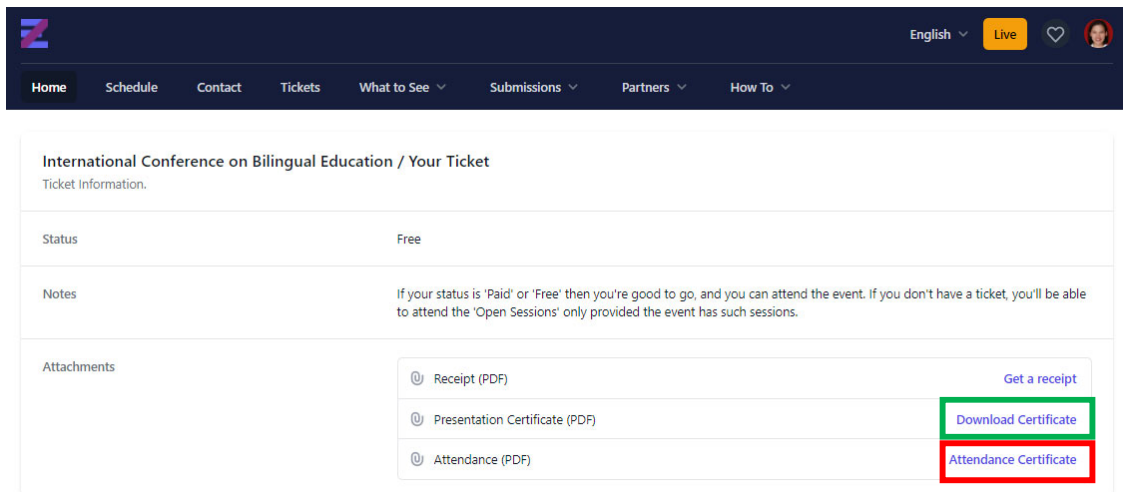 English
Live
Home Schedule Contact Tickets What to See Submissions Partners How To
International Conference on Bilingual Education / Your Ticket
Ticket Information.
Status Free
Notes If your status is 'Paid' or 'Free' then you're good to go, and you can attend the event. If you don't have a ticket, you'll be able
to attend the 'Open Sessions' only provided the event has such sessions.
Attachments
Receipt (PDF) Get a receipt
Presentation Certificate (PDF) Download Certificate
Attendance (PDF) Attendance Certificate